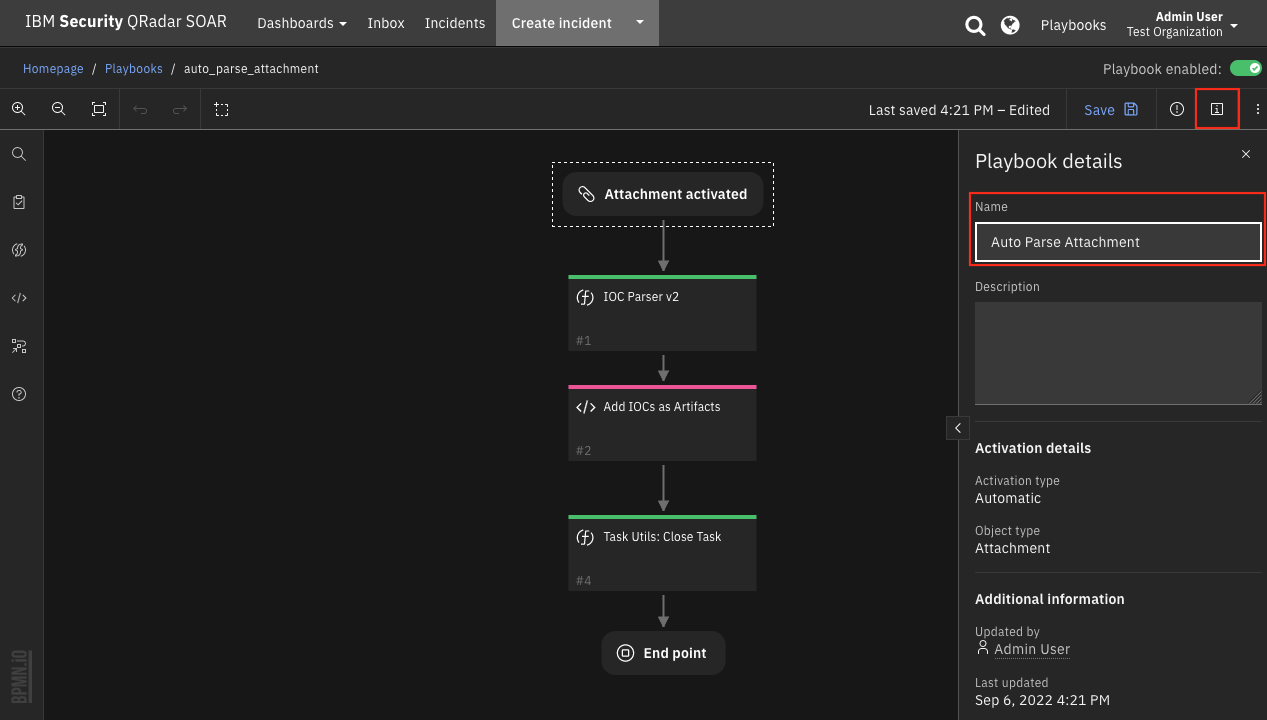 IBM Security QRadar SOAR
Dashboards
Inbox
Incidents
Create incident
Playbooks
Admin User
Test Organization
Homepage / Playbooks / auto_parse_attachment
Playbook enabled:
Last saved 4:21 PM – Edited
Save
Attachment activated
IOC Parser v2
#1
</> Add IOCs as Artifacts
#2
Task Utils: Close Task
#4
End point
BPMN.iO
Playbook details
Name
Auto Parse Attachment
Description
Activation details
Activation type
Automatic
Object type
Attachment
Additional information
Updated by
Admin User
Last updated
Sep 6, 2022 4:21 PM